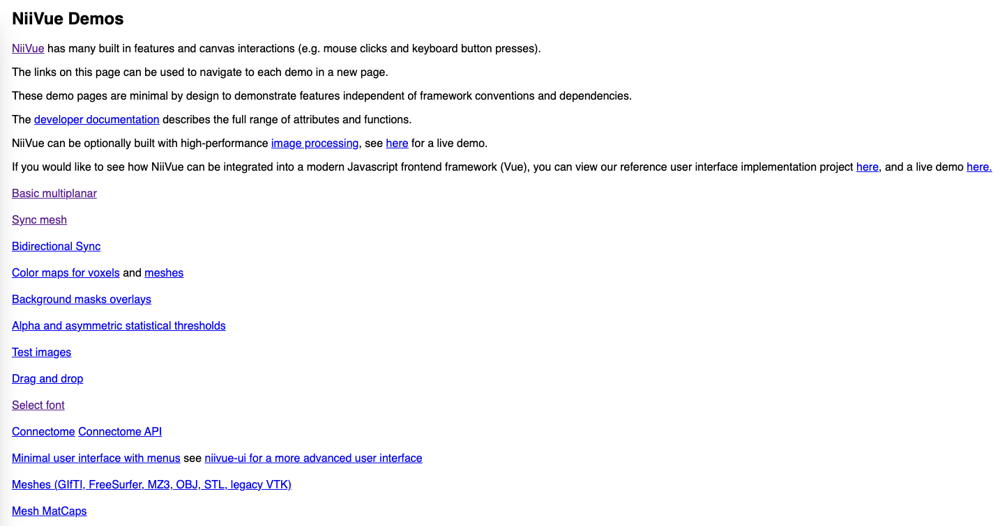 NiiVue Demos
NiiVue has many built in features and canvas interactions (e.g. mouse clicks and keyboard button presses).
The links on this page can be used to navigate to each demo in a new page.
These demo pages are minimal by design to demonstrate features independent of framework conventions and dependencies.
The developer documentation describes the full range of attributes and functions.
NiiVue can be optionally built with high-performance image processing, see here for a live demo.
If you would like to see how NiiVue can be integrated into a modern Javascript frontend framework (Vue), you can view our reference user interface implementation project here, and a live demo here.
Basic multiplanar
Sync mesh
Bidirectional Sync
Color maps for voxels and meshes
Background masks overlays
Alpha and asymmetric statistical thresholds
Test images
Drag and drop
Select font
Connectome Connectome API
Minimal user interface with menus see niivue-ui for a more advanced user interface
Meshes (GIfTI, FreeSurfer, MZ3, OBJ, STL, legacy VTK)
Mesh MatCaps